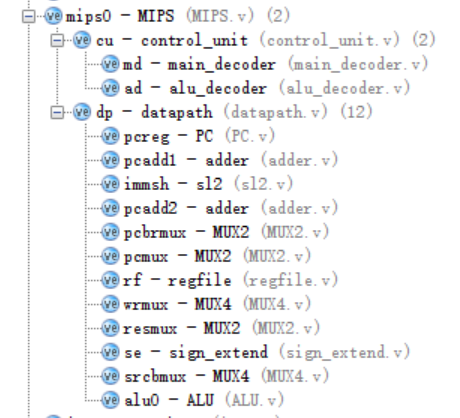 mips0 - MIPS (MIPS.v) (2)
cu - control_unit (control_unit.v) (2)
md - main_decoder (main_decoder.v)
ad - alu_decoder (alu_decoder.v)
dp - datapath (datapath.v) (12)
pcreg - PC (PC.v)
pcadd1 - adder (adder.v)
immsh - sl2 (sl2.v)
pcadd2 - adder (adder.v)
pcbrmux - MUX2 (MUX2.v)
pcmux - MUX2 (MUX2.v)
rf - regfile (regfile.v)
wrmux - MUX4 (MUX4.v)
resmux - MUX2 (MUX2.v)
se - sign_extend (sign_extend.v)
srcbmux - MUX4 (MUX4.v)
alu0 - ALU (ALU.v)